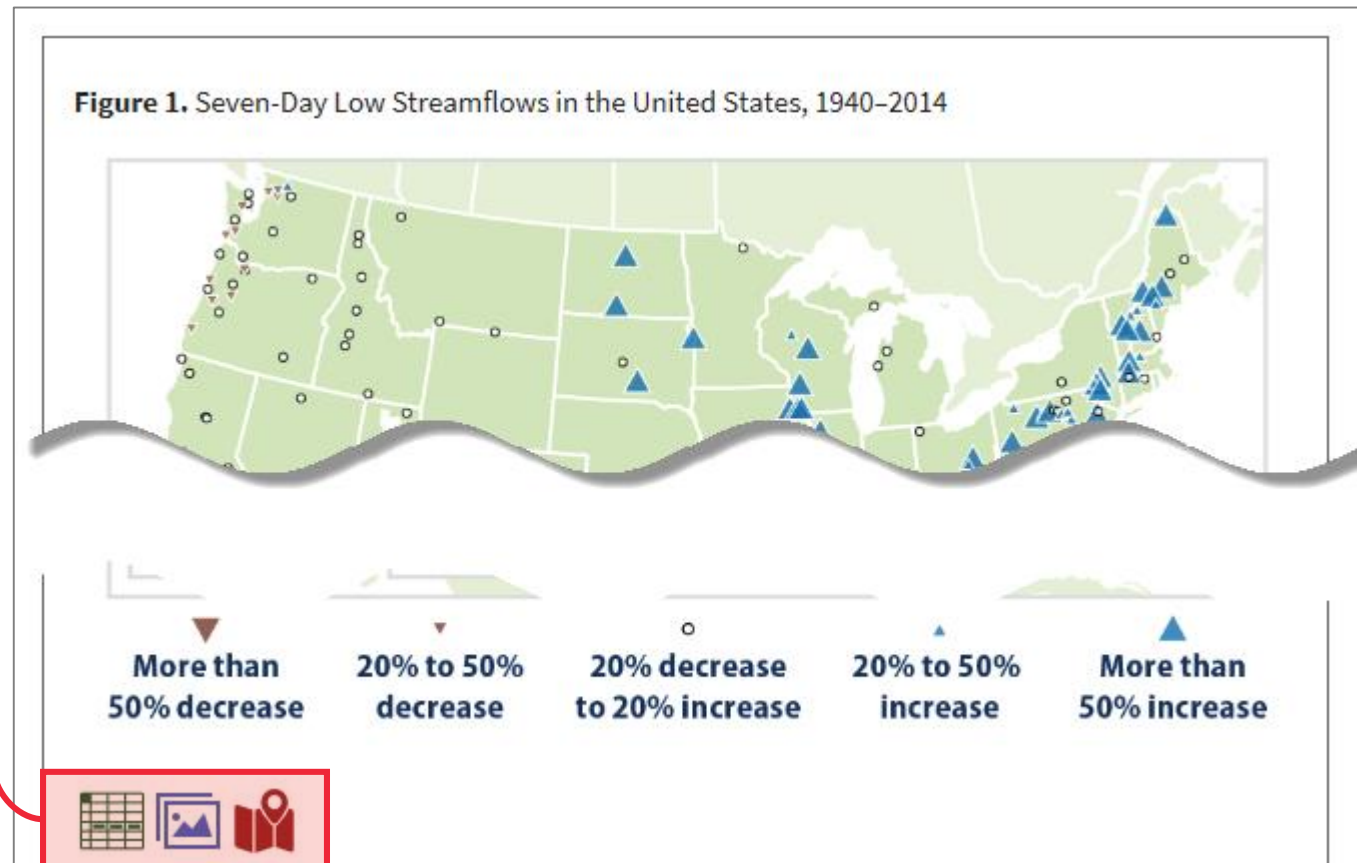 Figure 1. Seven-Day Low Streamflows in the United States, 1940–2014
More than
50% decrease
20% to 50%
decrease
20% decrease
to 20% increase
20% to 50%
increase
More than
50% increase